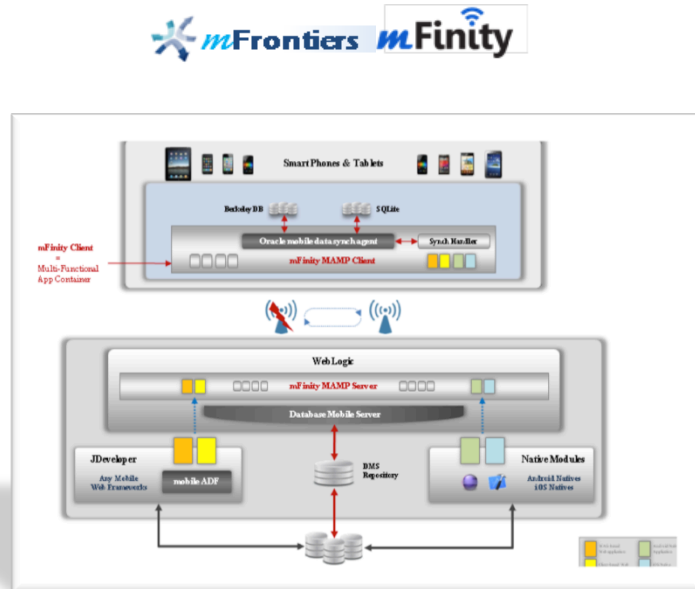 mFrontiers mFinity
Smart Phones & Tablets
Berkeley DB
SQLite
Oracle mobile data synch agent
Synch Handler
mFinity MAMP Client
mFinity Client
=
Multi-Functional
App Container
WebLogic
mFinity MAMP Server
Database Mobile Server
JDeveloper
Any Mobile
Web Frameworks
mobile ADF
DMS
Repository
Native Modules
Android Natives
iOS Natives